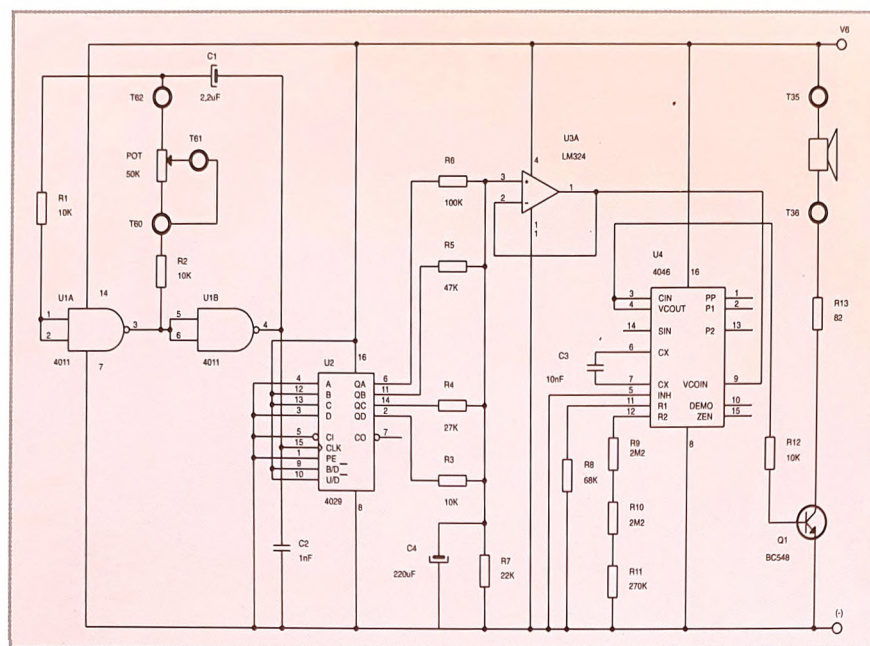 V6
C1
2,2uF
T62
T35
T61
U3A
LM324
POT
50K
R6
100K
4
3
+
1
2
-
1
1
R1
10K
T60
T36
R5
47K
U4
4046
16
R2
10K
R13
82
U1A
14
U1B
1
2
3
5
6
4
4011
7
4011
3 CIN PP 1
4 VCOUT P1 2
14 SIN P2 13
6 CX
C3
10nF
7 CX VCOIN 9
5 INH
11 R1 DEMO 10
12 R2 ZEN 15
8
U2
16
4 A QA 6
12 B QB 11
13 C QC 14
3 D QD 2
5 CI CO 7
15 CLK
1 PE
9 B/D
10 U/D
4029
8
R4
27K
R3
10K
R9
2M2
R8
68K
R12
10K
R10
2M2
C2
1nF
C4
220uF
R7
22K
R11
270K
Q1
BC548
(-)